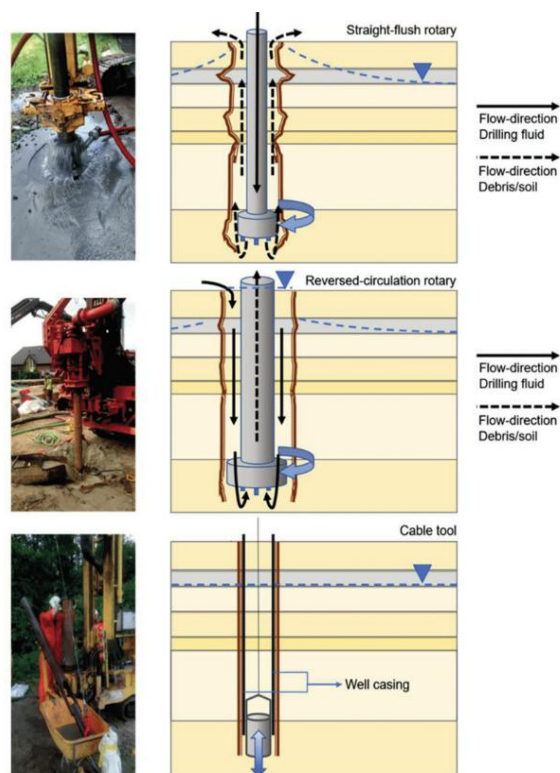 Straight-flush rotary
Flow-direction
Drilling fluid
Flow-direction
Debris/soil
Reversed-circulation rotary
Flow-direction
Drilling fluid
Flow-direction
Debris/soil
Cable tool
Well casing